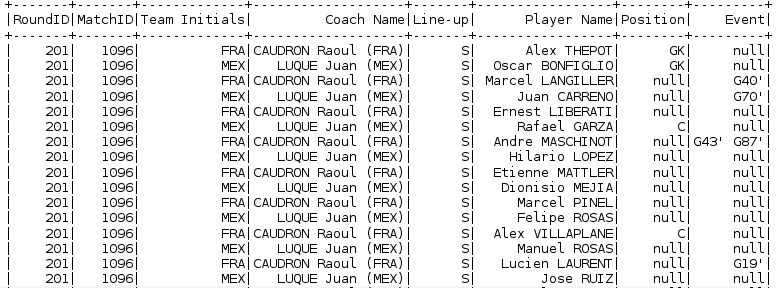 +-------+-------+-------------+-------------------+-------+-----------------+--------+---------+
|RoundID|MatchID|Team Initials|         Coach Name|Line-up|      Player Name|Position|    Event|
+-------+-------+-------------+-------------------+-------+-----------------+--------+---------+
|    201|   1096|          FRA|CAUDRON Raoul (FRA)|      S|      Alex THEPOT|      GK|     null|
|    201|   1096|          MEX|   LUQUE Juan (MEX)|      S|  Oscar BONFIGLIO|      GK|     null|
|    201|   1096|          FRA|CAUDRON Raoul (FRA)|      S| Marcel LANGILLER|    null|     G40'|
|    201|   1096|          MEX|   LUQUE Juan (MEX)|      S|     Juan CARRENO|    null|     G70'|
|    201|   1096|          FRA|CAUDRON Raoul (FRA)|      S|  Ernest LIBERATI|    null|     null|
|    201|   1096|          MEX|   LUQUE Juan (MEX)|      S|     Rafael GARZA|       C|     null|
|    201|   1096|          FRA|CAUDRON Raoul (FRA)|      S|  Andre MASCHINOT|    null|G43' G87'|
|    201|   1096|          MEX|   LUQUE Juan (MEX)|      S|    Hilario LOPEZ|    null|     null|
|    201|   1096|          FRA|CAUDRON Raoul (FRA)|      S|  Etienne MATTLER|    null|     null|
|    201|   1096|          MEX|   LUQUE Juan (MEX)|      S|   Dionisio MEJIA|    null|     null|
|    201|   1096|          FRA|CAUDRON Raoul (FRA)|      S|     Marcel PINEL|    null|     null|
|    201|   1096|          MEX|   LUQUE Juan (MEX)|      S|     Felipe ROSAS|    null|     null|
|    201|   1096|          FRA|CAUDRON Raoul (FRA)|      S|   Alex VILLAPLANE|       C|     null|
|    201|   1096|          MEX|   LUQUE Juan (MEX)|      S|     Manuel ROSAS|    null|     null|
|    201|   1096|          FRA|CAUDRON Raoul (FRA)|      S|   Lucien LAURENT|    null|     G19'|
|    201|   1096|          MEX|   LUQUE Juan (MEX)|      S|        Jose RUIZ|    null|     null|